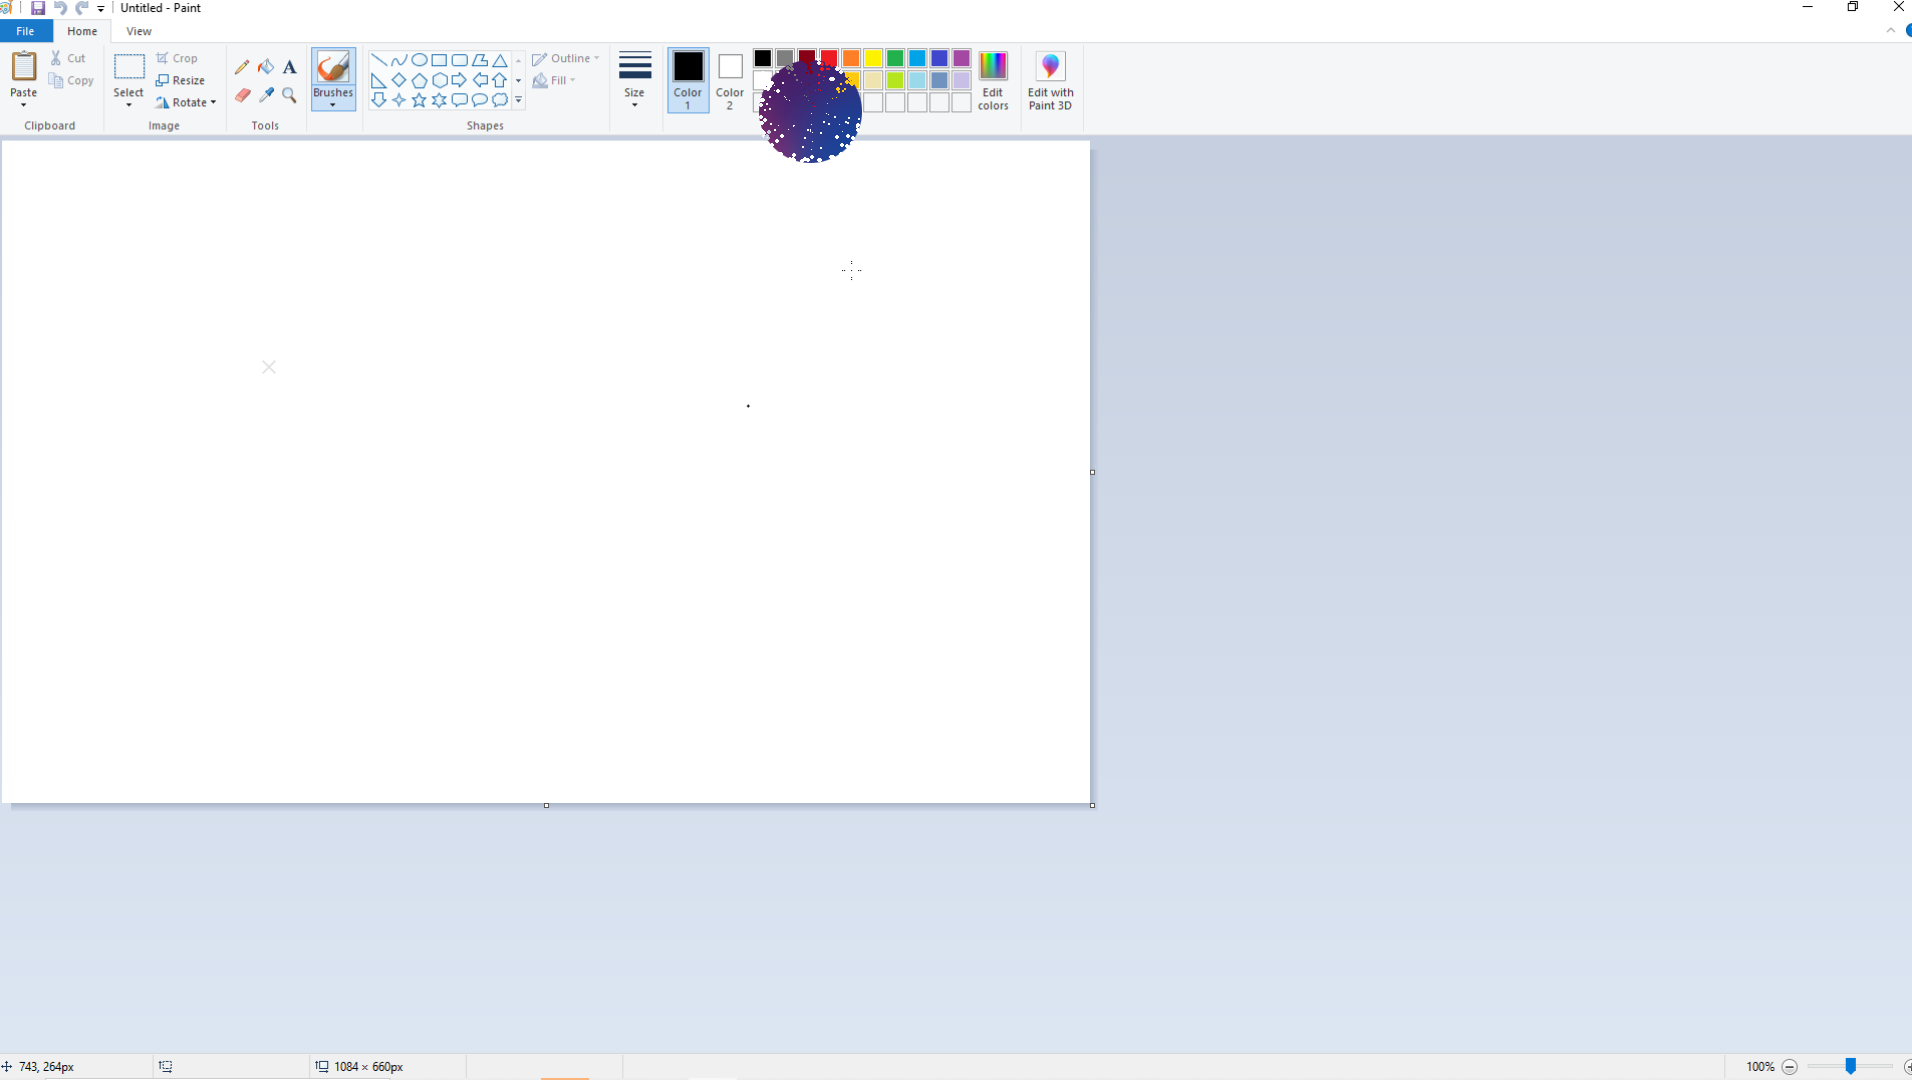 Untitled - Paint
File Home View
Paste
Cut
Copy
Clipboard
Select
Crop
Resize
Rotate
Image
A
Tools
Brushes
Shapes
Outline
Fill
Size
Color 1
Color 2
Edit colors
Edit with Paint 3D
743, 264px
1084 × 660px
100%